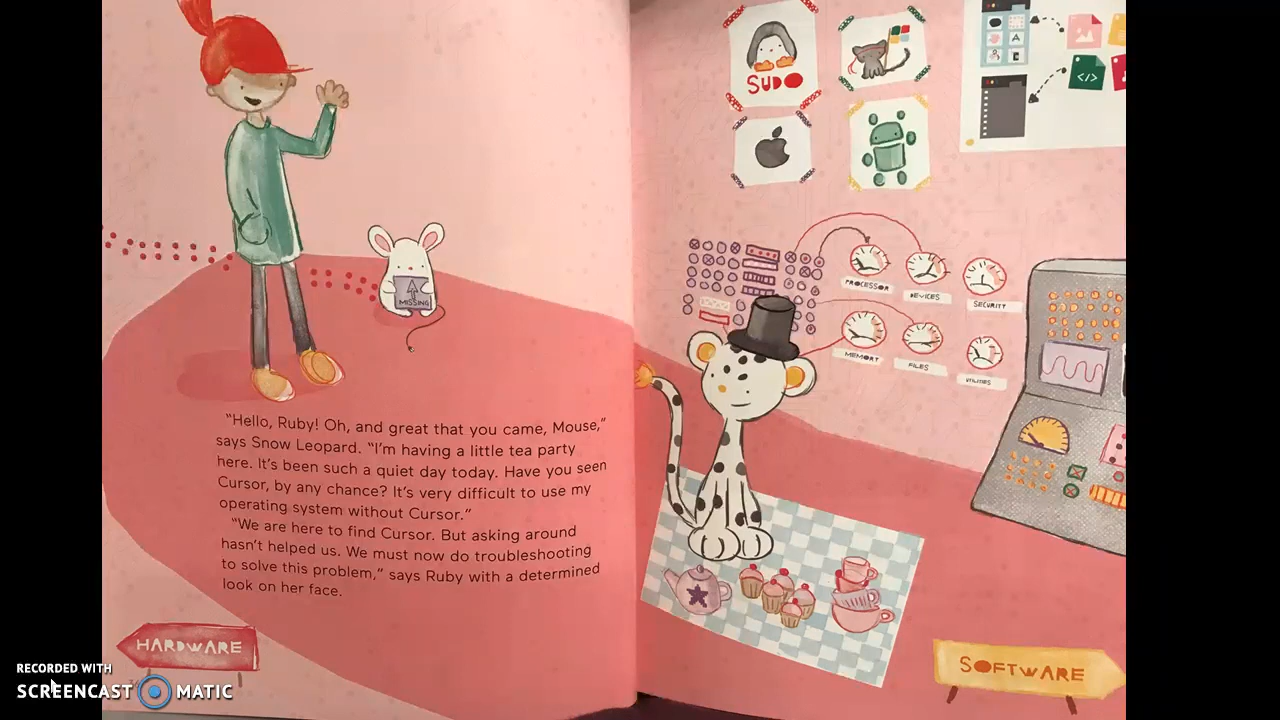 "Hello, Ruby! Oh, and great that you came, Mouse,"
says Snow Leopard. "I'm having a little tea party
here. It's been such a quiet day today. Have you seen
Cursor, by any chance? It's very difficult to use my
operating system without Cursor."
"We are here to find Cursor. But asking around
hasn't helped us. We must now do troubleshooting
to solve this problem," says Ruby with a determined
look on her face.
MISSING
HARDWARE
SUDO
A
</>
PROCESSOR
DEVICES
SECURITY
MEMORY
FILES
UTILITIES
SOFTWARE
RECORDED WITH
SCREENCAST MATIC